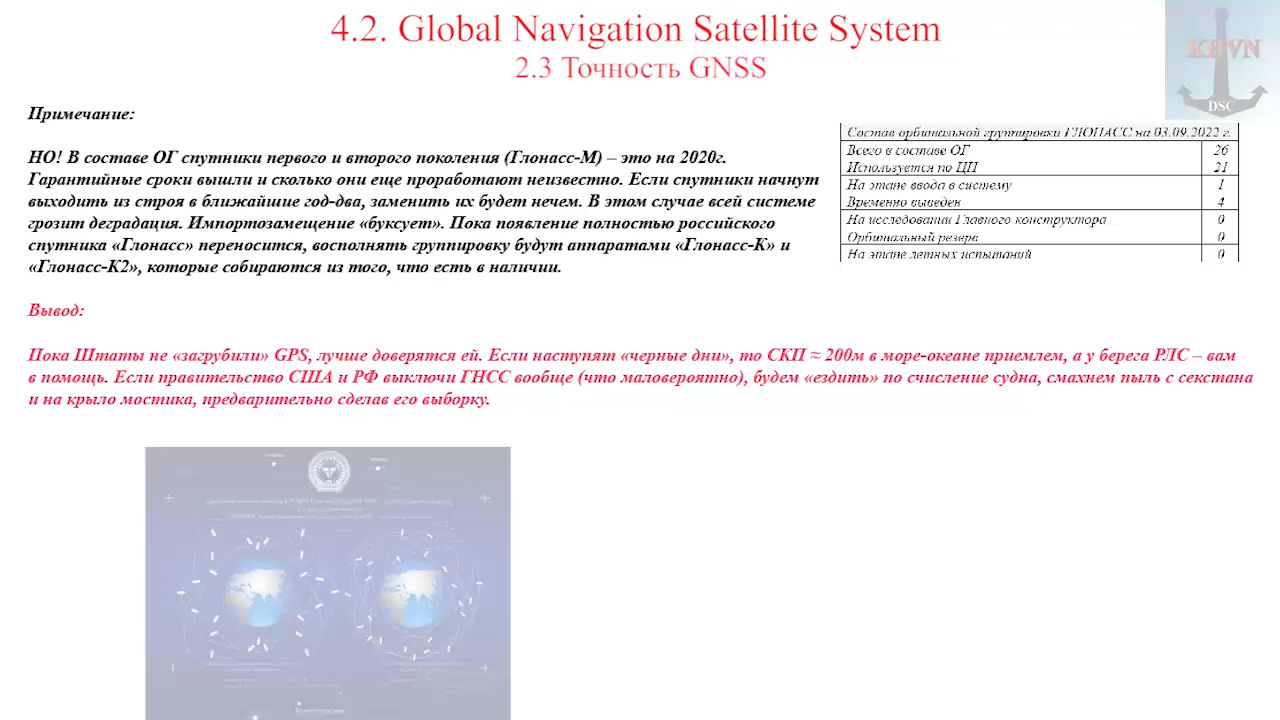 4.2. Global Navigation Satellite System
2.3 Точность GNSS
KBVN
DSC
Примечание:
НО! В составе ОГ спутники первого и второго поколения (Глонасс-М) – это на 2020г.
Гарантийные сроки вышли и сколько они еще проработают неизвестно. Если спутники начнут
выходить из строя в ближайшие год-два, заменить их будет нечем. В этом случае всей системе
грозит деградация. Импортозамещение «буксует». Пока появление полностью российского
спутника «Глонасс» переносится, восполнять группировку будут аппаратами «Глонасс-К» и
«Глонасс-К2», которые собираются из того, что есть в наличии.
Состав орбитальной группировки ГЛОНАСС на 03.09.2022 г.
Всего в составе ОГ 26
Используется по ЦН 21
На этапе ввода в систему 1
Временно выведен 4
На исследовании Главного конструктора 0
Орбитальный резерв 0
На этапе летных испытаний 0
Вывод:
Пока Штаты не «загрубили» GPS, лучше доверятся ей. Если наступят «черные дни», то СКП ≈ 200м в море-океане приемлем, а у берега РЛС – вам
в помощь. Если правительство США и РФ выключи ГНСС вообще (что маловероятно), будем «ездить» по счисление судна, смахнем пыль с секстана
и на крыло мостика, предварительно сделав его выборку.